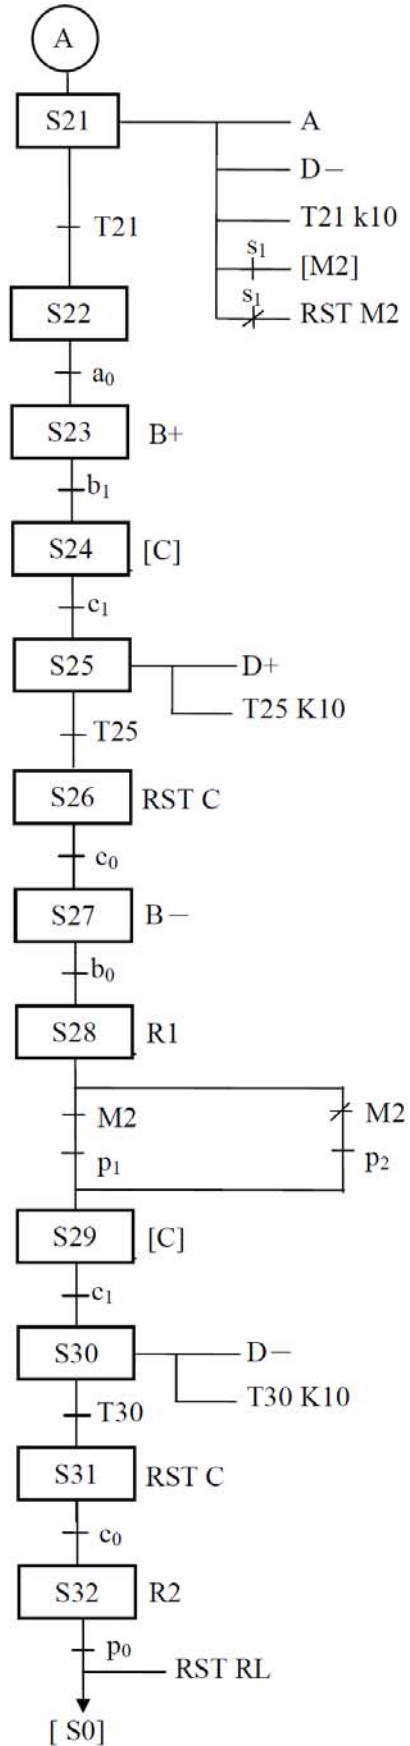 A
S21
A
D−
T21 k10
s1
[M2]
s1
RST M2
T21
S22
a0
S23 B+
b1
S24 [C]
c1
S25 D+
T25 K10
T25
S26 RST C
c0
S27 B−
b0
S28 R1
M2 M2
p1 p2
S29 [C]
c1
S30 D−
T30 K10
T30
S31 RST C
c0
S32 R2
p0
RST RL
[ S0]